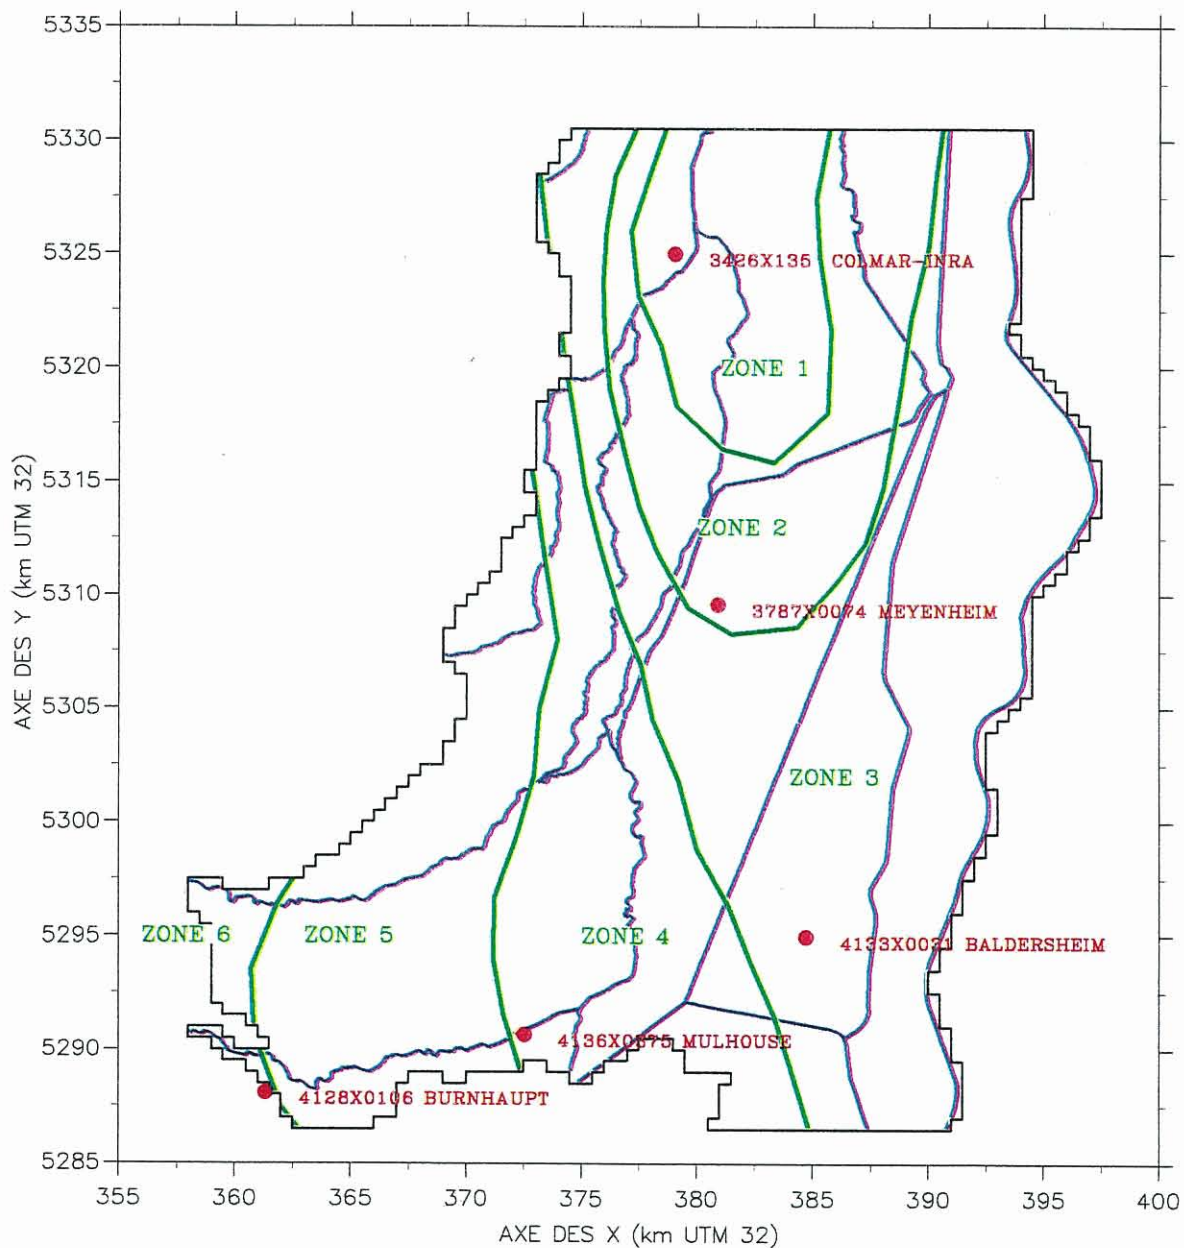 5335
5330
5325
5320
5315
5310
5305
5300
5295
5290
5285
AXE DES Y (km UTM 32)
3426X135 COLMAR-INRA
ZONE 1
ZONE 2
3787X0074 MEYENHEIM
ZONE 3
ZONE 6
ZONE 5
ZONE 4
4133X0031 BALDERSHEIM
4136X0375 MULHOUSE
4128X0106 BURNHAUPT
355 360 365 370 375 380 385 390 395 400
AXE DES X (km UTM 32)